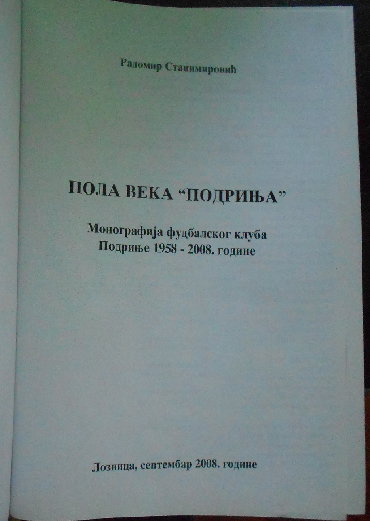 Радомир Станимировић
ПОЛА ВЕКА “ПОДРИЊА”
Монографија фудбалског клуба
Подриње 1958 - 2008. године
Лозница, септембар 2008. године